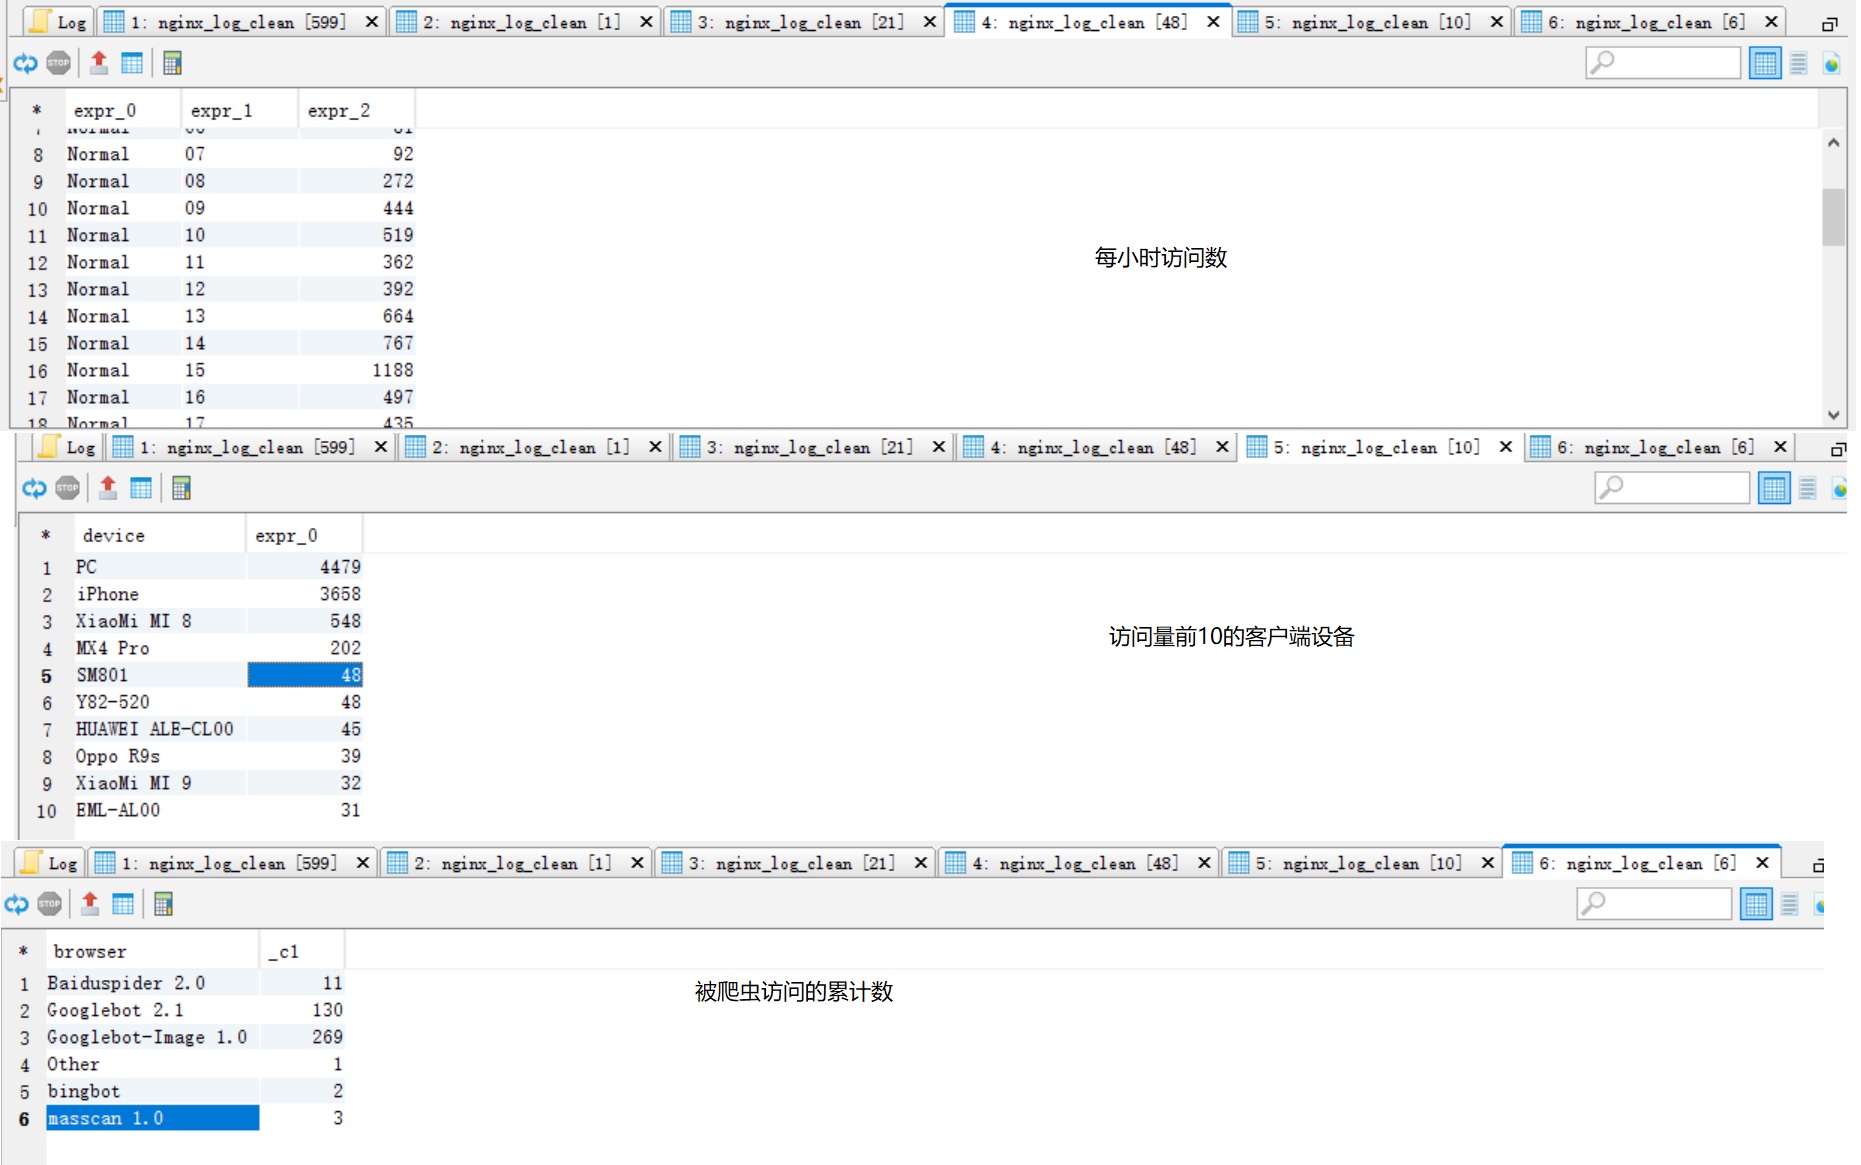 Log 1: nginx_log_clean [599] 2: nginx_log_clean [1] 3: nginx_log_clean [21] 4: nginx_log_clean [48] 5: nginx_log_clean [10] 6: nginx_log_clean [6]
STOP
* expr_0 expr_1 expr_2
8 Normal 07 92
9 Normal 08 272
10 Normal 09 444
11 Normal 10 519
12 Normal 11 362
13 Normal 12 392
14 Normal 13 664
15 Normal 14 767
16 Normal 15 1188
17 Normal 16 497
18 Normal 17 435
每小时访问数
Log 1: nginx_log_clean [599] 2: nginx_log_clean [1] 3: nginx_log_clean [21] 4: nginx_log_clean [48] 5: nginx_log_clean [10] 6: nginx_log_clean [6]
STOP
* device expr_0
1 PC 4479
2 iPhone 3658
3 XiaoMi MI 8 548
4 MX4 Pro 202
5 SM801 48
6 Y82-520 48
7 HUAWEI ALE-CL00 45
8 Oppo R9s 39
9 XiaoMi MI 9 32
10 EML-AL00 31
访问量前10的客户端设备
Log 1: nginx_log_clean [599] 2: nginx_log_clean [1] 3: nginx_log_clean [21] 4: nginx_log_clean [48] 5: nginx_log_clean [10] 6: nginx_log_clean [6]
STOP
* browser _c1
1 Baiduspider 2.0 11
2 Googlebot 2.1 130
3 Googlebot-Image 1.0 269
4 Other 1
5 bingbot 2
6 masscan 1.0 3
被爬虫访问的累计数